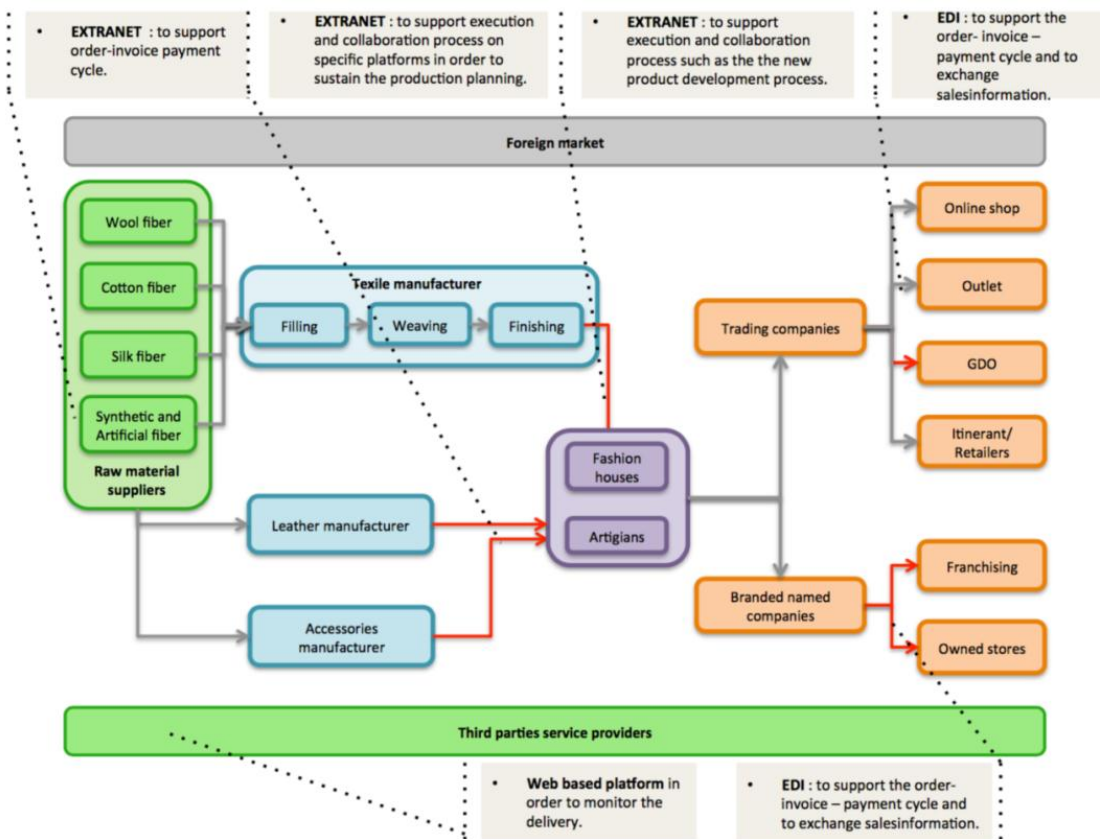 • EXTRANET : to support
order-invoice payment
cycle.
• EXTRANET : to support execution
and collaboration process on
specific platforms in order to
sustain the production planning.
• EXTRANET : to support
execution and collaboration
process such as the the new
product development process.
• EDI : to support the
order- invoice –
payment cycle and to
exchange
salesinformation.
Foreign market
Wool fiber
Cotton fiber
Silk fiber
Synthetic and
Artificial fiber
Raw material
suppliers
Texile manufacturer
Filling
Weaving
Finishing
Leather manufacturer
Accessories
manufacturer
Fashion
houses
Artigians
Trading companies
Branded named
companies
Online shop
Outlet
GDO
Itinerant/
Retailers
Franchising
Owned stores
Third parties service providers
• Web based platform in
order to monitor the
delivery.
• EDI : to support the order-
invoice – payment cycle and
to exchange salesinformation.